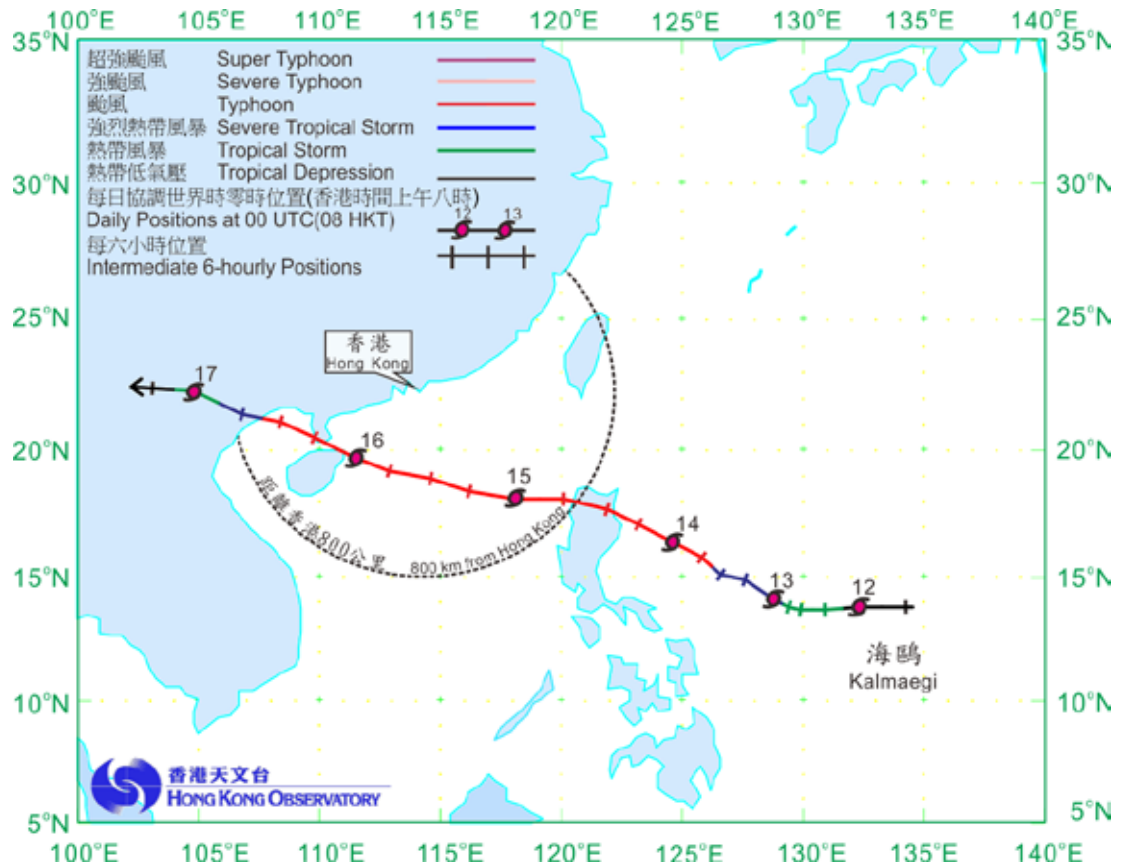 100°E 105°E 110°E 115°E 120°E 125°E 130°E 135°E 140°E
35°N 35°N
超強颱風 Super Typhoon
強颱風 Severe Typhoon
颱風 Typhoon
強烈熱帶風暴 Severe Tropical Storm
熱帶風暴 Tropical Storm
熱帶低氣壓 Tropical Depression
30°N 30°N
每日協調世界時零時位置(香港時間上午八時)
Daily Positions at 00 UTC(08 HKT) 12 13
每六小時位置
Intermediate 6-hourly Positions
25°N 25°N
香港
Hong Kong
17
20°N 20°N
16
15
14
距離香港800公里
800 km from Hong Kong
15°N 15°N
13
12
海鷗
Kalmaegi
10°N 10°N
香港天文台
HONG KONG OBSERVATORY
5°N 5°N
100°E 105°E 110°E 115°E 120°E 125°E 130°E 135°E 140°E